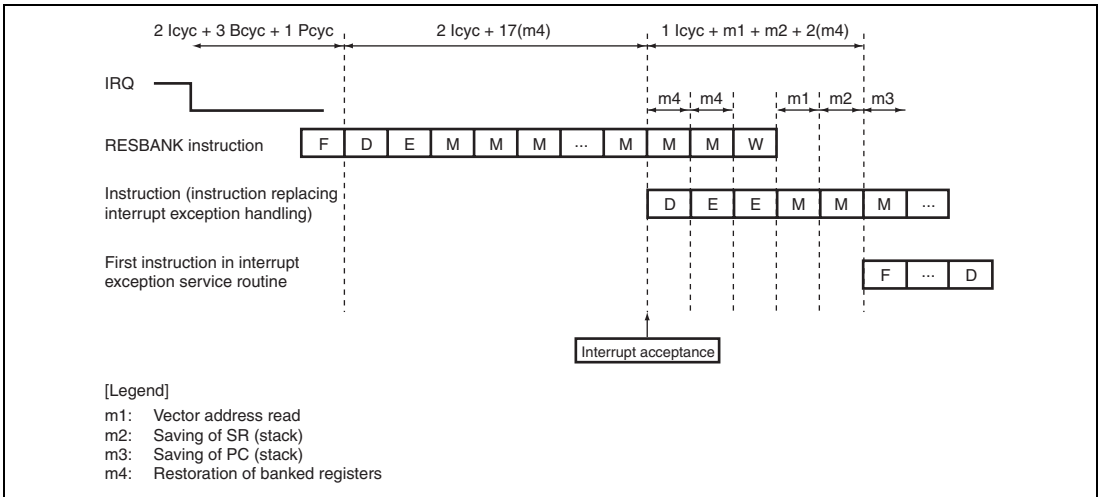 2 Icyc + 3 Bcyc + 1 Pcyc 2 Icyc + 17(m4) 1 Icyc + m1 + m2 + 2(m4)
IRQ
m4 m4 m1 m2 m3
RESBANK instruction F D E M M M ... M M M W
Instruction (instruction replacing
interrupt exception handling) D E E M M M ...
First instruction in interrupt
exception service routine F ... D
Interrupt acceptance
[Legend]
m1: Vector address read
m2: Saving of SR (stack)
m3: Saving of PC (stack)
m4: Restoration of banked registers